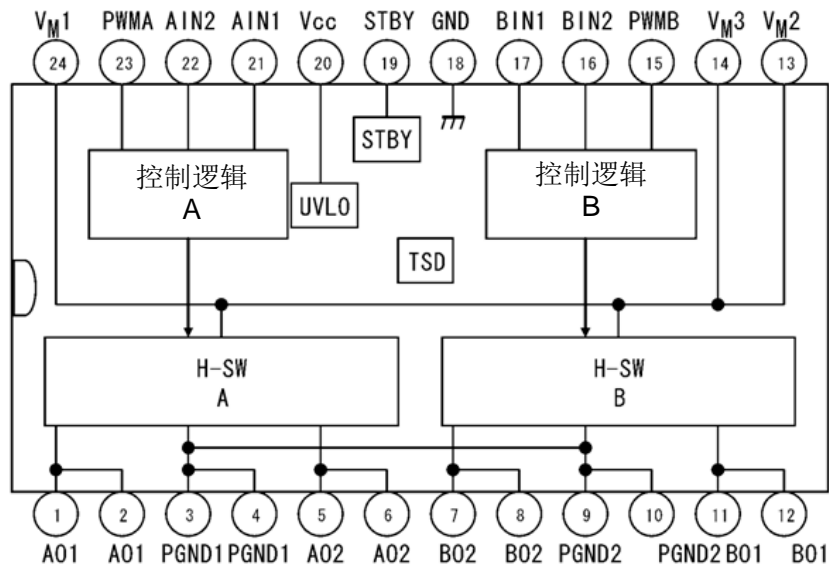 VM1 PWMA AIN2 AIN1 Vcc STBY GND BIN1 BIN2 PWMB VM3 VM2
24 23 22 21 20 19 18 17 16 15 14 13
STBY
控制逻辑
A
控制逻辑
B
UVLO
TSD
H-SW
A
H-SW
B
1 2 3 4 5 6 7 8 9 10 11 12
AO1 AO1 PGND1 PGND1 AO2 AO2 BO2 BO2 PGND2 PGND2 BO1 BO1